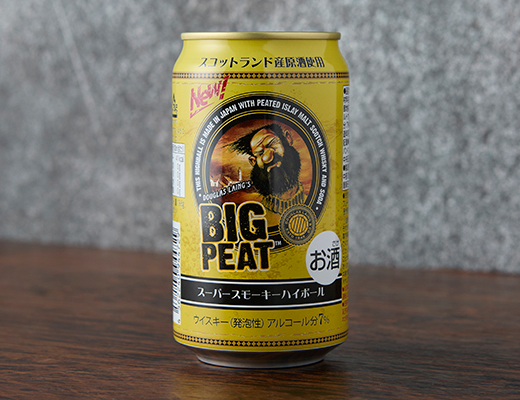 スコットランド産原酒使用
New!
THIS HIGHBALL IS MADE IN JAPAN WITH PEATED ISLAY MALT SCOTCH WHISKY AND SODA
DOUGLAS LAING'S
BIG
PEAT™
お酒
スーパースモーキーハイボール
ウイスキー(発泡性)アルコール分7%